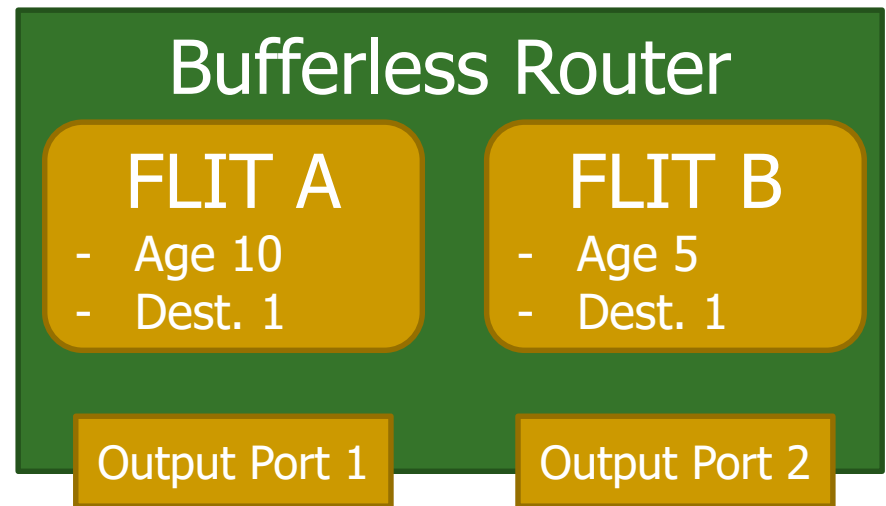 Bufferless Router
FLIT A
- Age 10
- Dest. 1
FLIT B
- Age 5
- Dest. 1
Output Port 1
Output Port 2